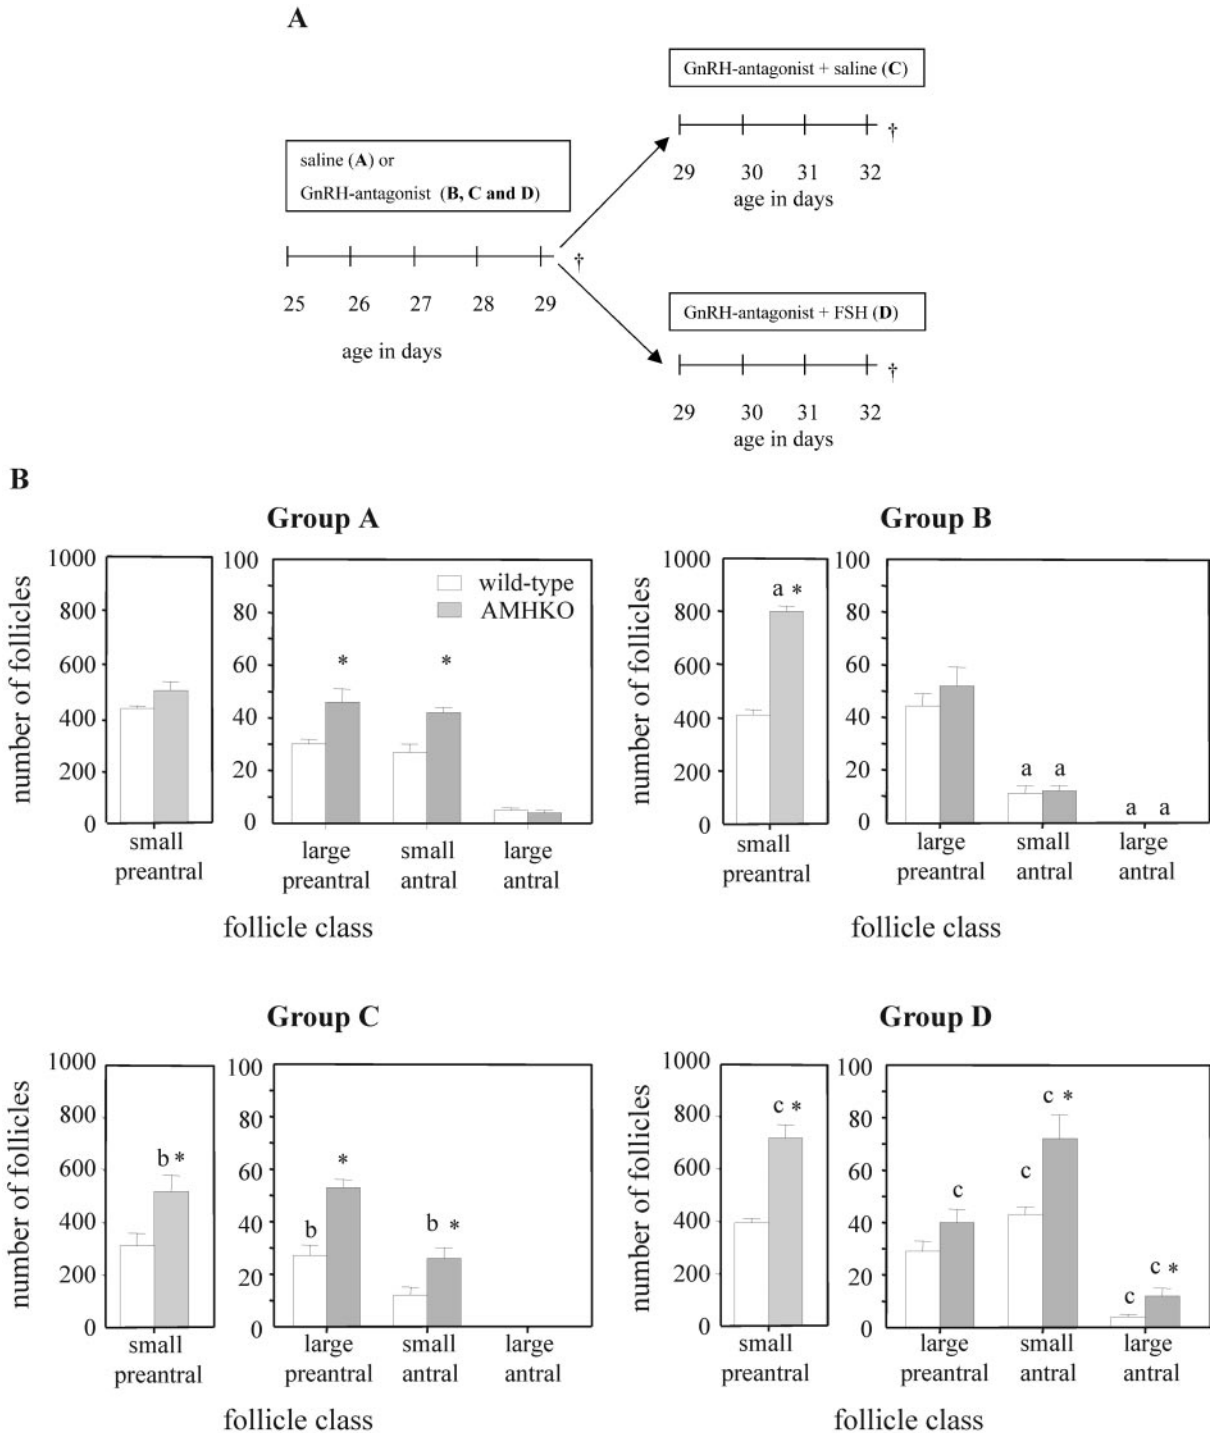 A
GnRH-antagonist + saline (C)
†
29 30 31 32
age in days
saline (A) or
GnRH-antagonist (B, C and D)
†
25 26 27 28 29
age in days
GnRH-antagonist + FSH (D)
†
29 30 31 32
age in days
B
Group A
number of follicles
1000
800
600
400
200
0
small
preantral
100
80
60
40
20
0
wild-type
AMHKO
* *
large
preantral
small
antral
large
antral
follicle class
Group B
number of follicles
1000
800
600
400
200
0
a *
small
preantral
100
80
60
40
20
0
a a
a a
large
preantral
small
antral
large
antral
follicle class
Group C
number of follicles
1000
800
600
400
200
0
b *
small
preantral
100
80
60
40
20
0
*
b
b *
large
preantral
small
antral
large
antral
follicle class
Group D
number of follicles
1000
800
600
400
200
0
c *
small
preantral
100
80
60
40
20
0
c
c
c *
c
c *
large
preantral
small
antral
large
antral
follicle class